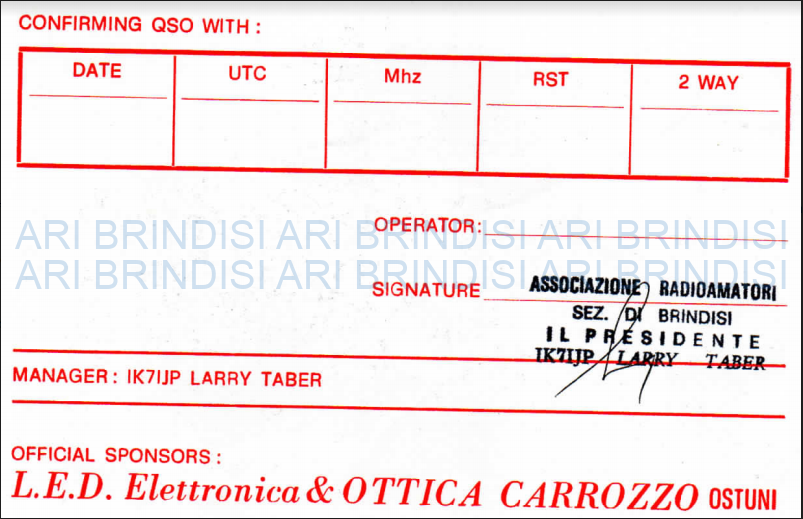 CONFIRMING QSO WITH :
DATE UTC Mhz RST 2 WAY
ARI BRINDISI ARI BRINDISI ARI BRINDISI
OPERATOR:
ARI BRINDISI ARI BRINDISI ARI BRINDISI
SIGNATURE
ASSOCIAZIONE RADIOAMATORI
SEZ. DI BRINDISI
IL PRESIDENTE
IK7IJP LARRY TABER
MANAGER : IK7IJP LARRY TABER
OFFICIAL SPONSORS :
L.E.D. Elettronica & OTTICA CARROZZO OSTUNI